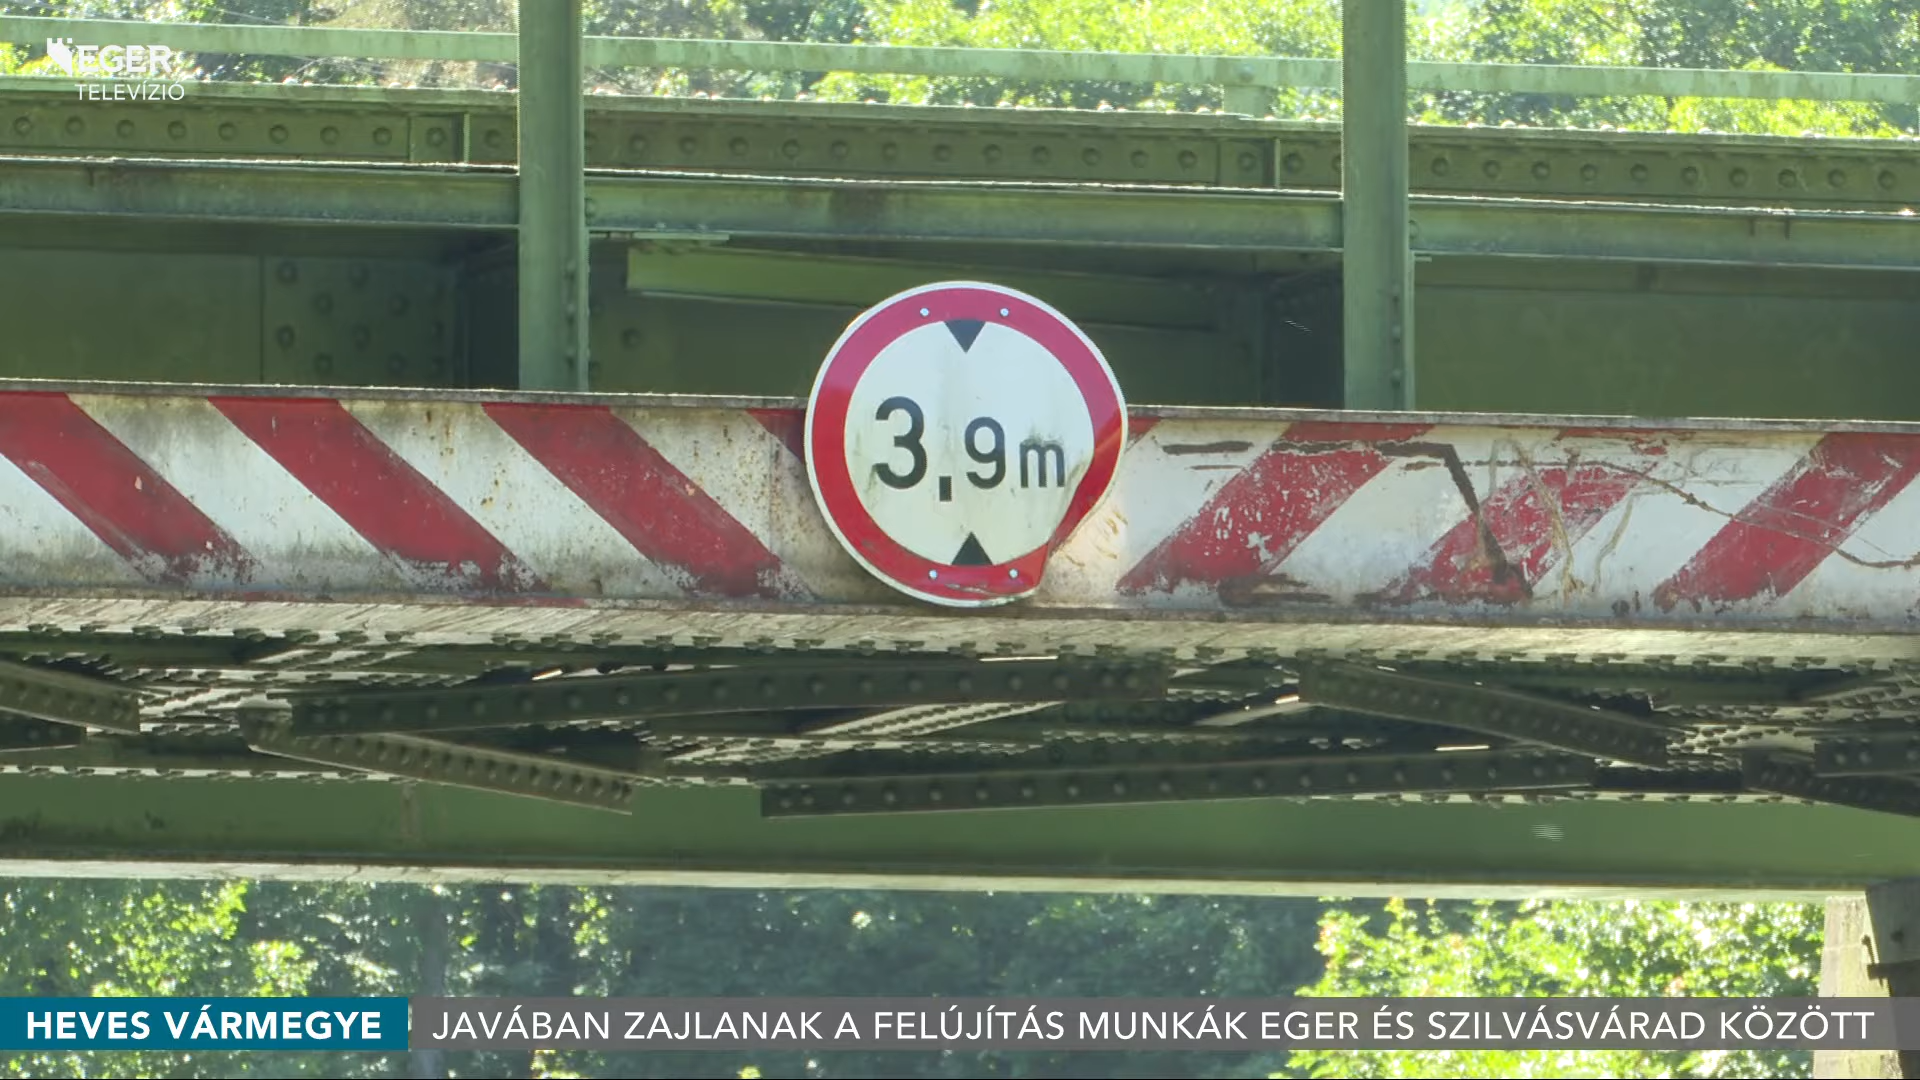 EGER
TELEVÍZIÓ
3,9m
HEVES VÁRMEGYE
JAVÁBAN ZAJLANAK A FELÚJÍTÁS MUNKÁK EGER ÉS SZILVÁSVÁRAD KÖZÖTT